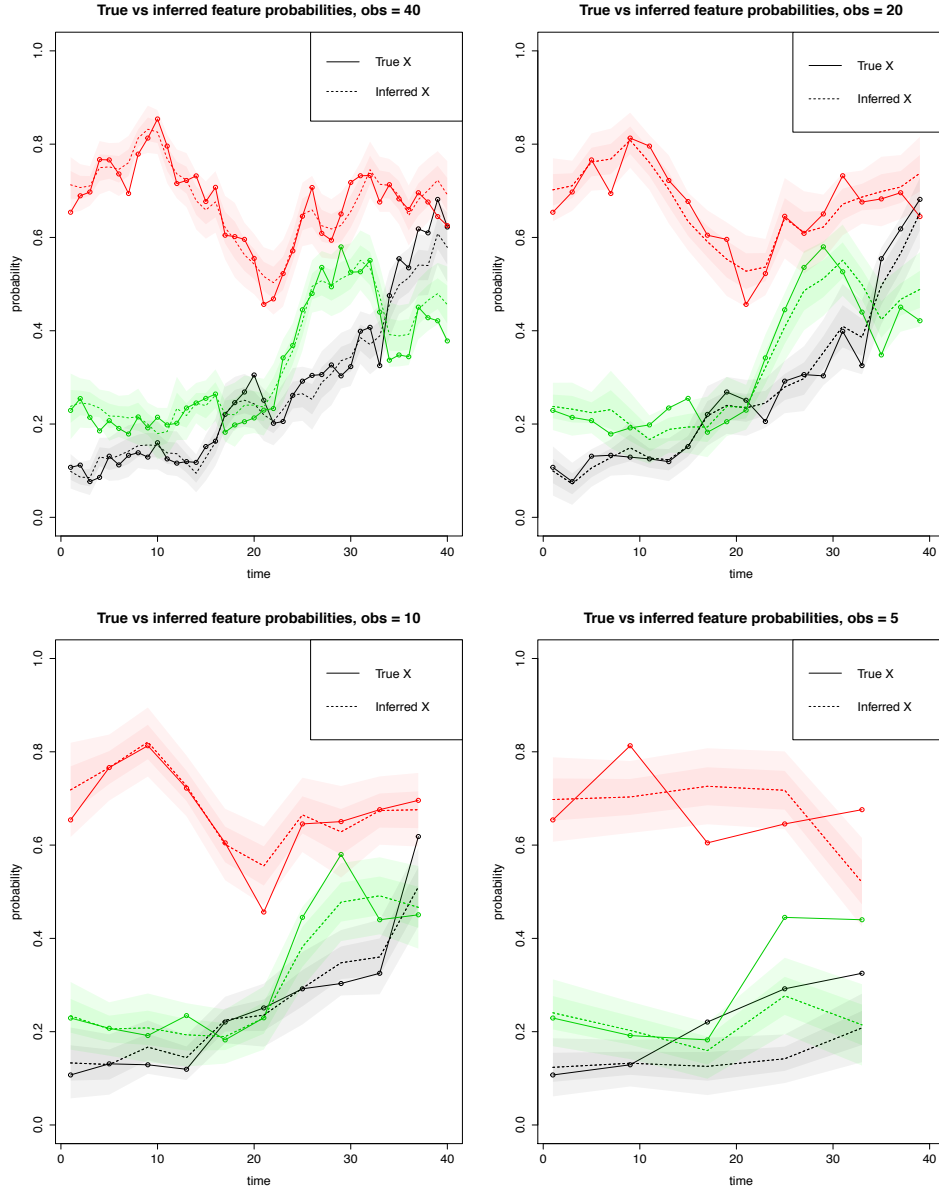 True vs inferred feature probabilities, obs = 40
True X
Inferred X
probability
0.0 0.2 0.4 0.6 0.8 1.0
0 10 20 30 40
time
True vs inferred feature probabilities, obs = 20
True X
Inferred X
probability
0.0 0.2 0.4 0.6 0.8 1.0
0 10 20 30 40
time
True vs inferred feature probabilities, obs = 10
True X
Inferred X
probability
0.0 0.2 0.4 0.6 0.8 1.0
0 10 20 30 40
time
True vs inferred feature probabilities, obs = 5
True X
Inferred X
probability
0.0 0.2 0.4 0.6 0.8 1.0
0 10 20 30 40
time